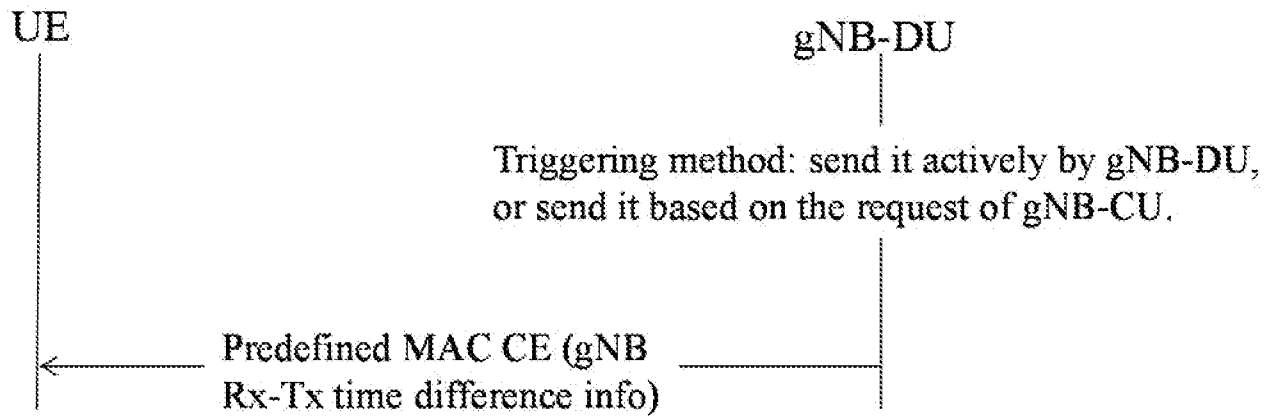 UE
gNB-DU
Triggering method: send it actively by gNB-DU,
or send it based on the request of gNB-CU.
Predefined MAC CE (gNB
Rx-Tx time difference info)